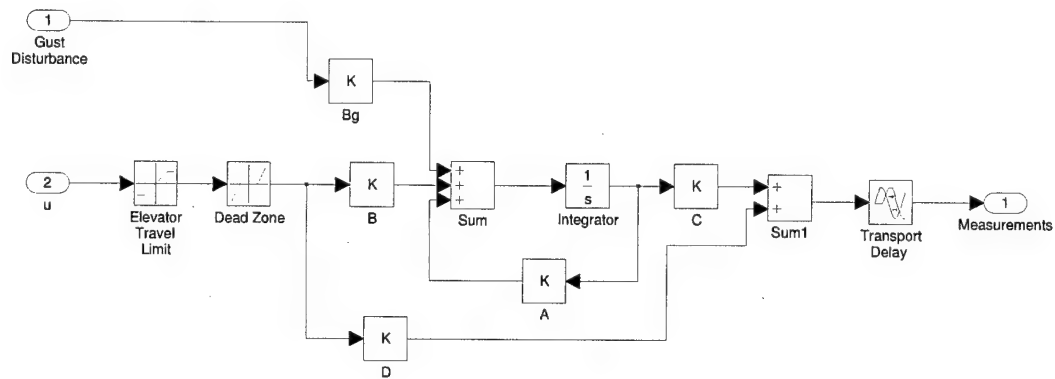 1
Gust
Disturbance
K
Bg
2
u
Elevator
Travel
Limit
Dead Zone
K
B
+
+
+
Sum
1
s
Integrator
K
C
+
+
Sum1
Transport
Delay
1
Measurements
K
A
K
D